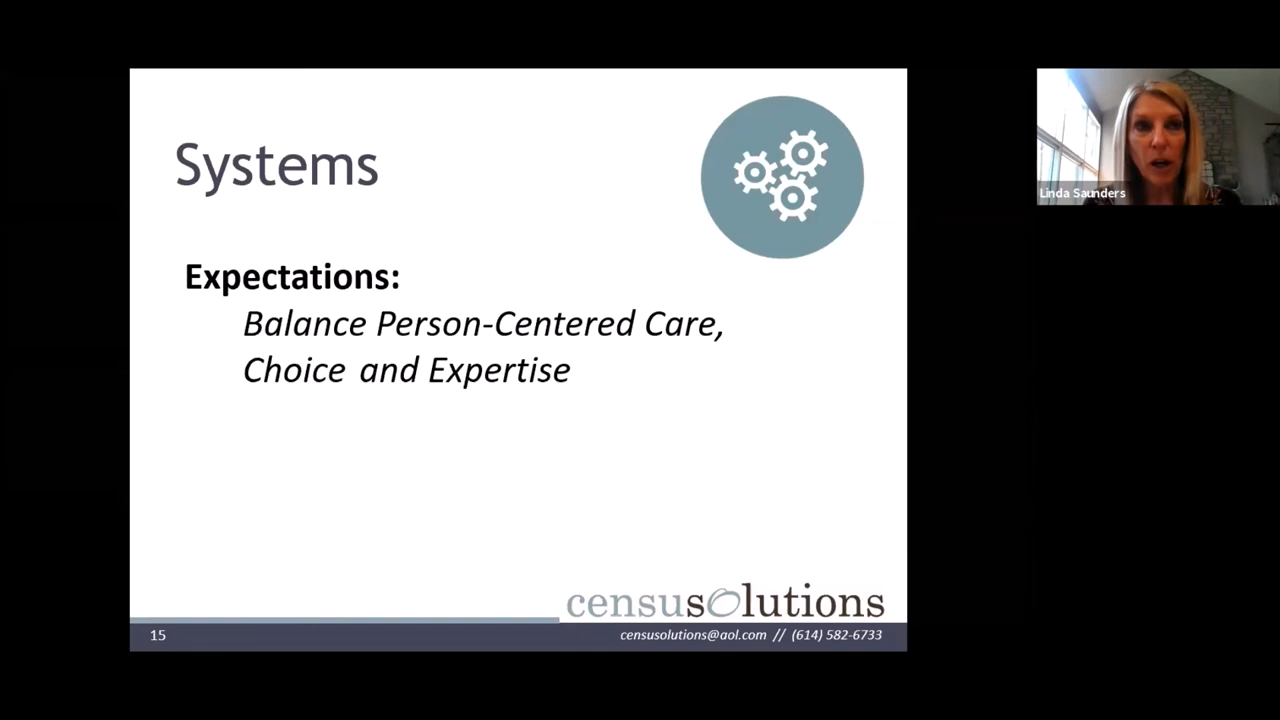 Systems
Expectations:
Balance Person-Centered Care,
Choice and Expertise
censusolutions
15
censusolutions@aol.com // (614) 582-6733
Linda Saunders